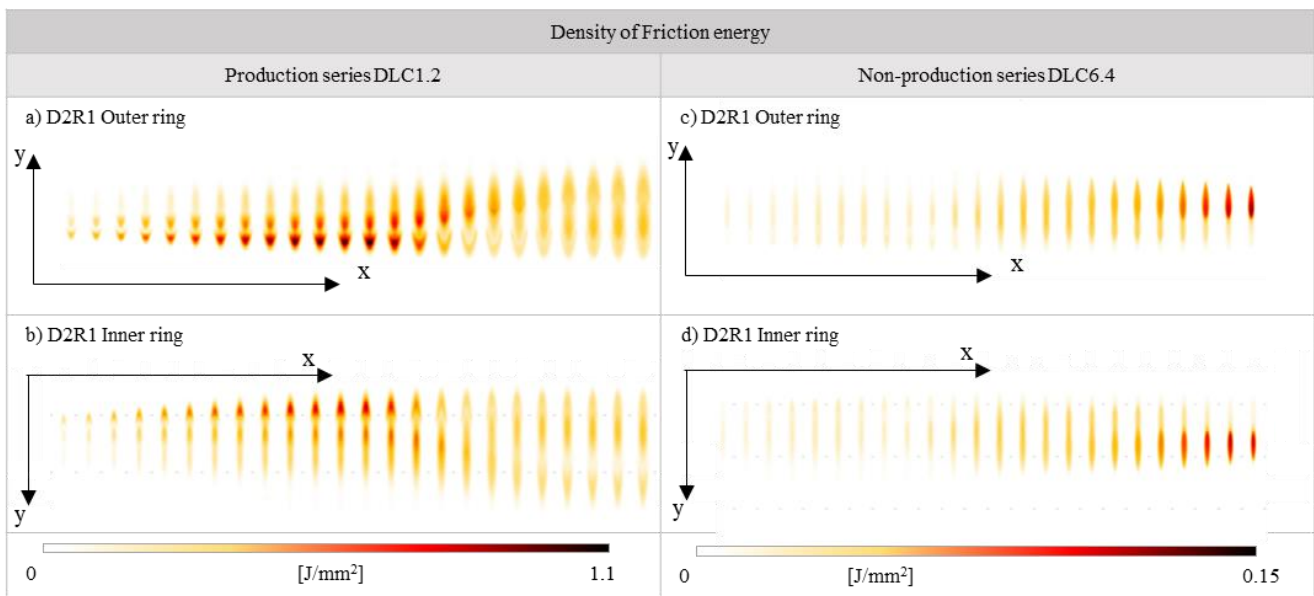 Density of Friction energy
Production series DLC1.2
Non-production series DLC6.4
a) D2R1 Outer ring
y
x
c) D2R1 Outer ring
y
x
b) D2R1 Inner ring
x
y
d) D2R1 Inner ring
x
y
0 [J/mm²] 1.1
0 [J/mm²] 0.15